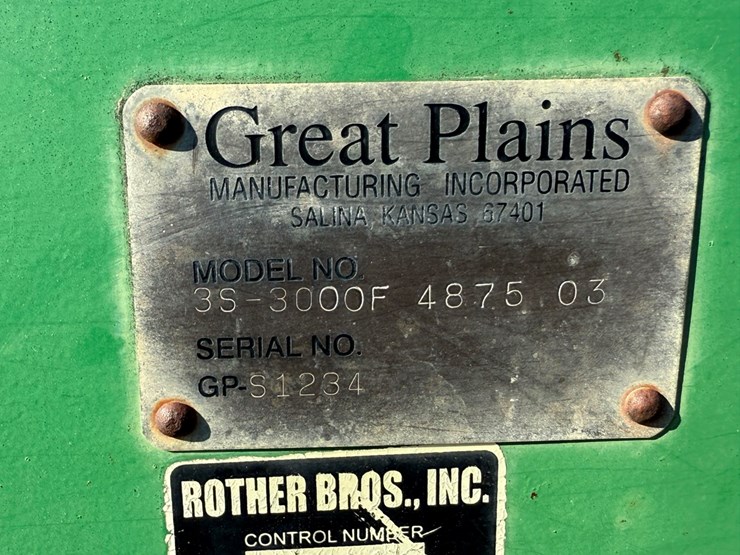 Great Plains
MANUFACTURING INCORPORATED
SALINA, KANSAS 67401
MODEL NO.
3S-3000F 4875 03
SERIAL NO.
GP-S1234
ROTHER BROS., INC.
CONTROL NUMBER